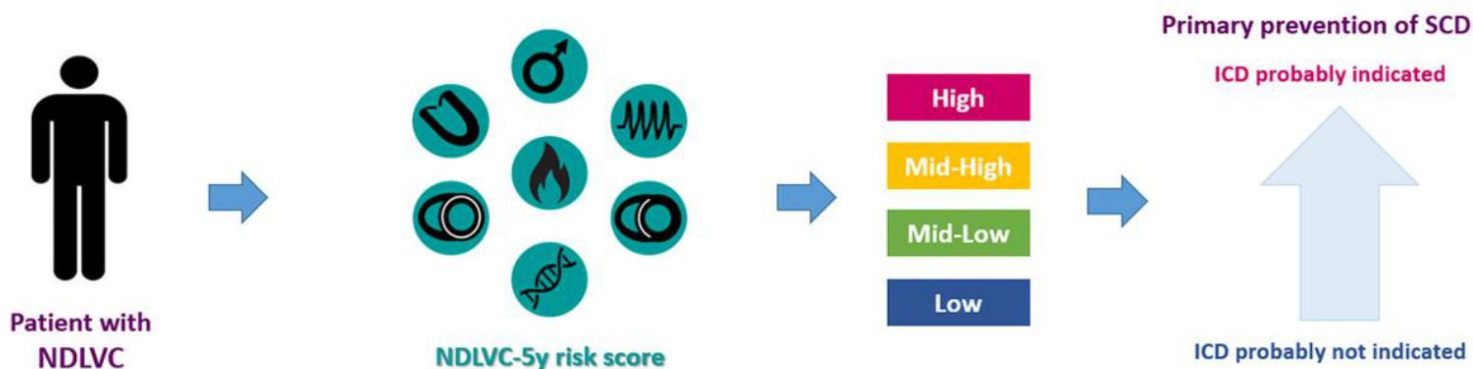 Patient with
NDLVC
NDLVC-5y risk score
High
Mid-High
Mid-Low
Low
Primary prevention of SCD
ICD probably indicated
ICD probably not indicated